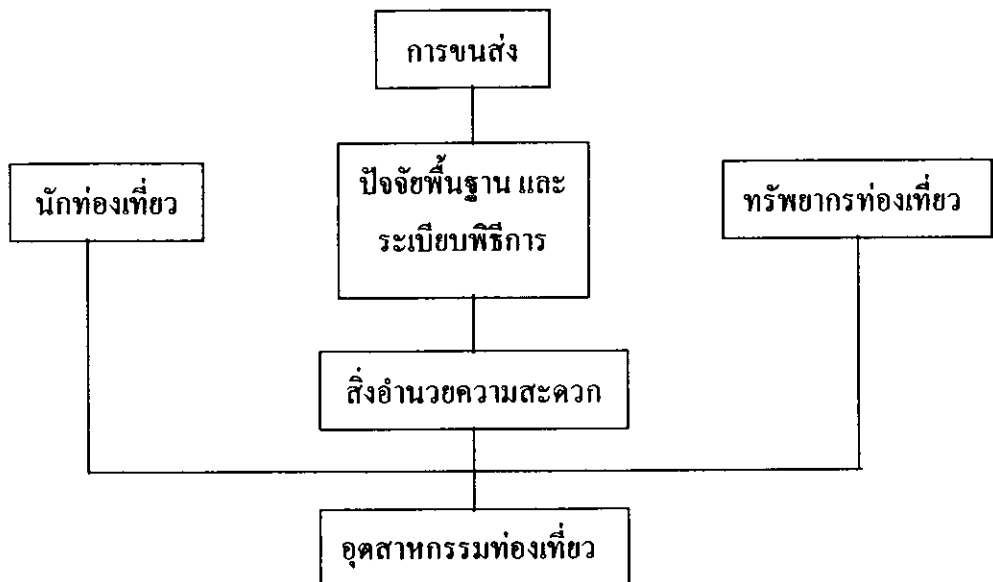 การขนส่ง
นักท่องเที่ยว
ปัจจัยพื้นฐาน และ
ระเบียบพิธีการ
ทรัพยากรท่องเที่ยว
สิ่งอำนวยความสะดวก
อุตสาหกรรมท่องเที่ยว